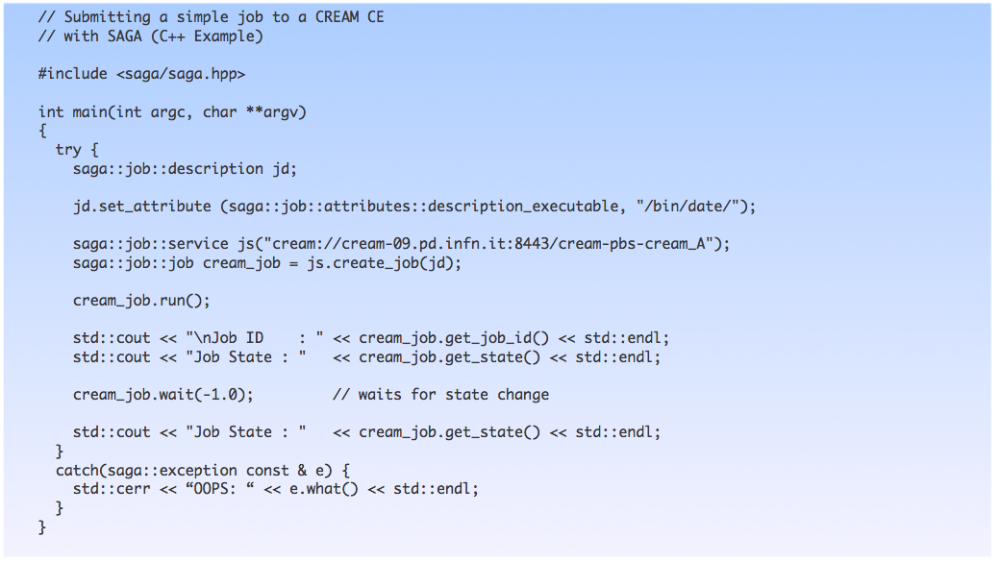 // Submitting a simple job to a CREAM CE
// with SAGA (C++ Example)
#include <saga/saga.hpp>
int main(int argc, char **argv)
{
try {
saga::job::description jd;
jd.set_attribute (saga::job::attributes::description_executable, "/bin/date/");
saga::job::service js("cream://cream-09.pd.infn.it:8443/cream-pbs-cream_A");
saga::job::job cream_job = js.create_job(jd);
cream_job.run();
std::cout << "\nJob ID    : " << cream_job.get_job_id() << std::endl;
std::cout << "Job State : "   << cream_job.get_state() << std::endl;
cream_job.wait(-1.0);         // waits for state change
std::cout << "Job State : "   << cream_job.get_state() << std::endl;
}
catch(saga::exception const & e) {
std::cerr << “OOPS: “ << e.what() << std::endl;
}
}